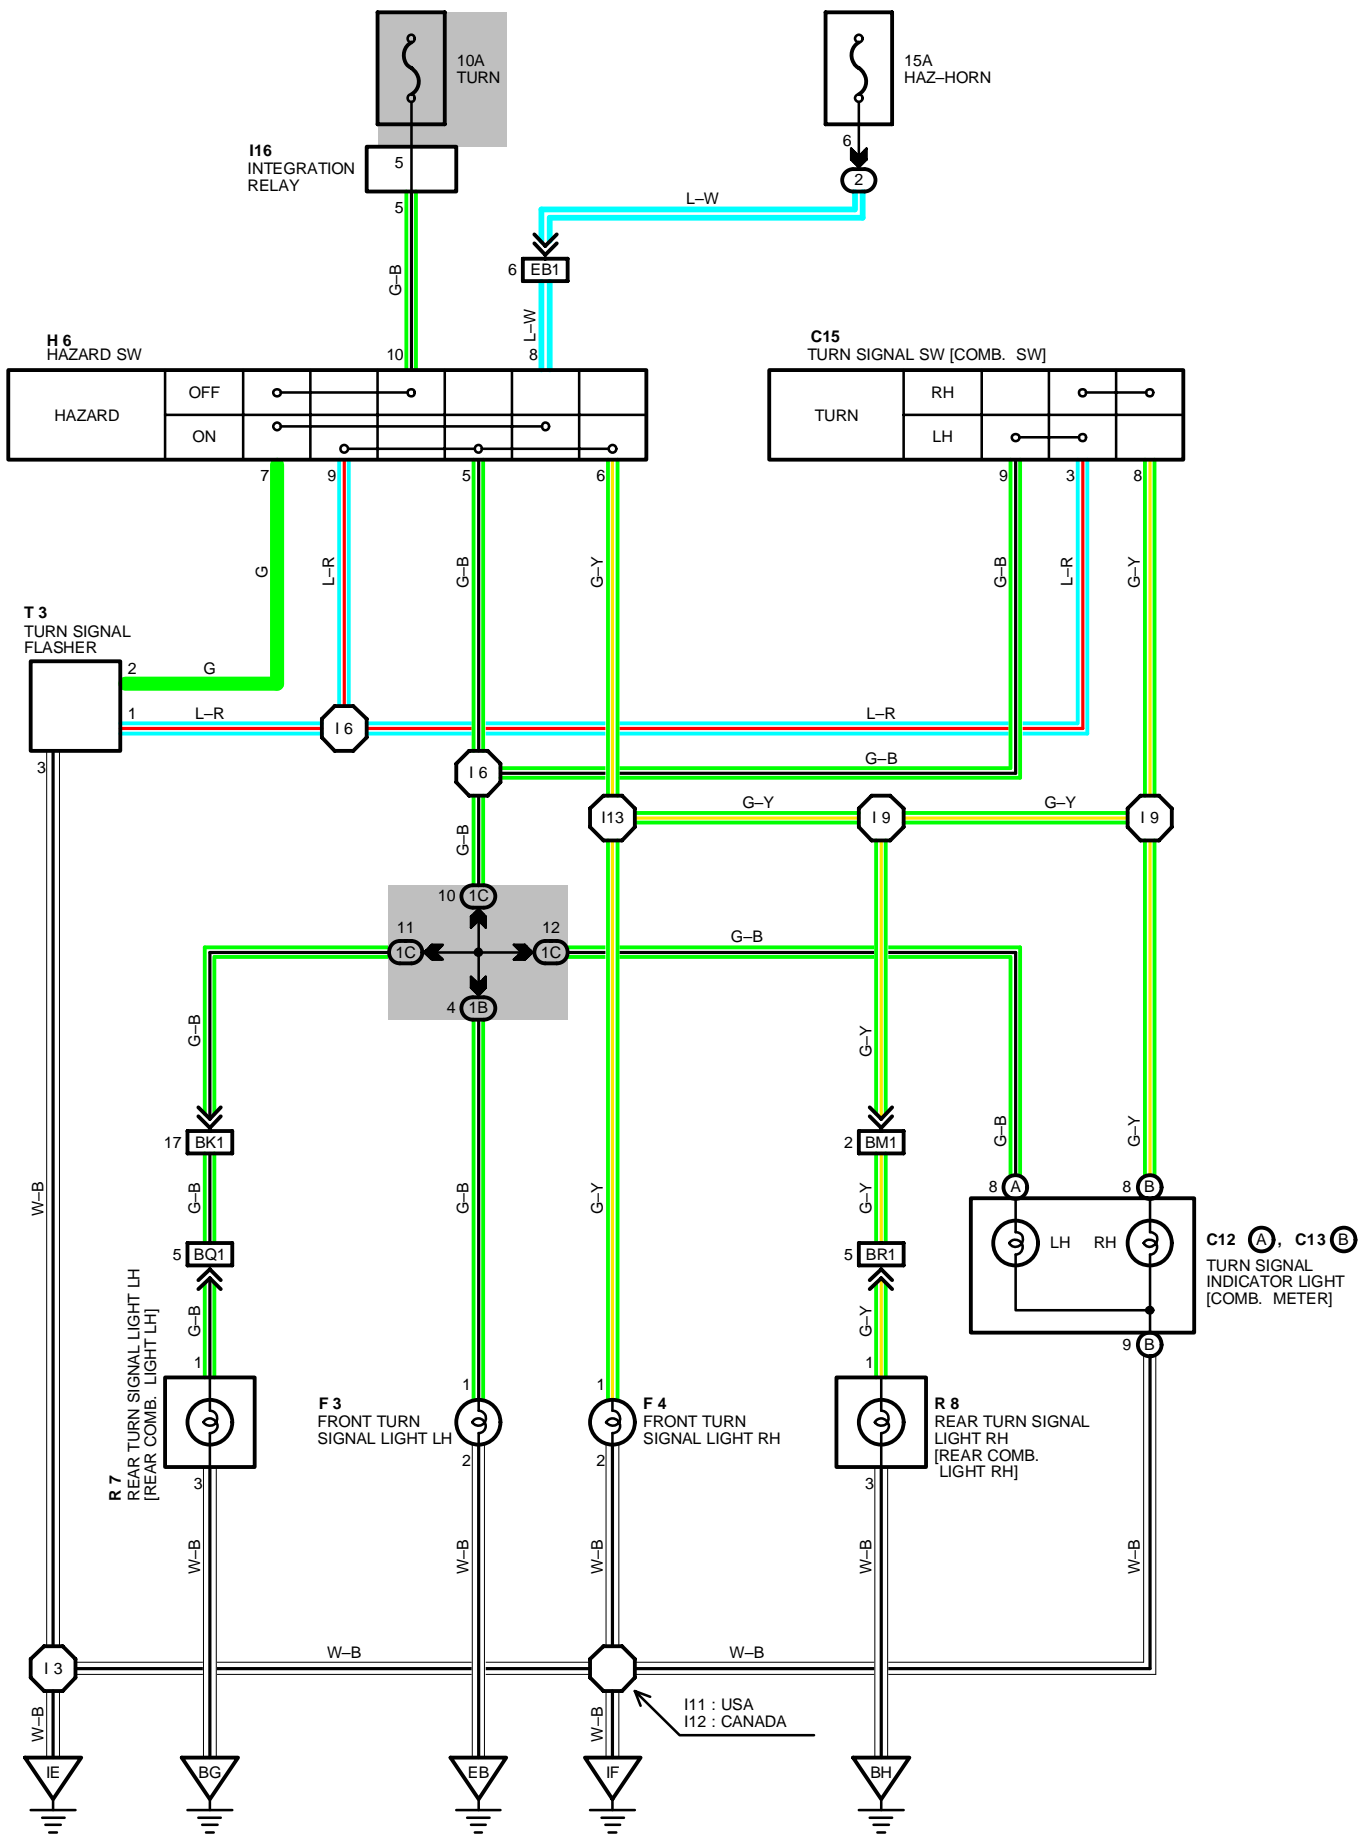 10A
TURN
15A
HAZ–HORN
I16
INTEGRATION
RELAY
5
5
6
2
L–W
G–B
6
EB1
L–W
H 6
HAZARD SW
10
8
C15
TURN SIGNAL SW [COMB. SW]
HAZARD
OFF
ON
TURN
RH
LH
7
9
5
6
9
3
8
G
L–R
G–B
G–Y
G–B
L–R
G–Y
T 3
TURN SIGNAL
FLASHER
2
G
1
L–R
I 6
L–R
3
I 6
G–B
G–B
I13
G–Y
I 9
G–Y
I 9
10
1C
11
1C
12
1C
G–B
4
1B
G–B
G–Y
W–B
17
BK1
G–B
5
BQ1
G–B
1
G–B
G–Y
2
BM1
G–Y
5
BR1
G–Y
1
G–B
G–Y
8
A
8
B
LH
RH
C12 A, C13 B
TURN SIGNAL
INDICATOR LIGHT
[COMB. METER]
9
B
R 7
REAR TURN SIGNAL LIGHT LH
[REAR COMB. LIGHT LH]
3
F 3
FRONT TURN
SIGNAL LIGHT LH
1
2
1
2
F 4
FRONT TURN
SIGNAL LIGHT RH
R 8
REAR TURN SIGNAL
LIGHT RH
[REAR COMB.
LIGHT RH]
3
W–B
W–B
W–B
W–B
W–B
I 3
W–B
W–B
I11 : USA
I12 : CANADA
W–B
W–B
IE
BG
EB
IF
BH